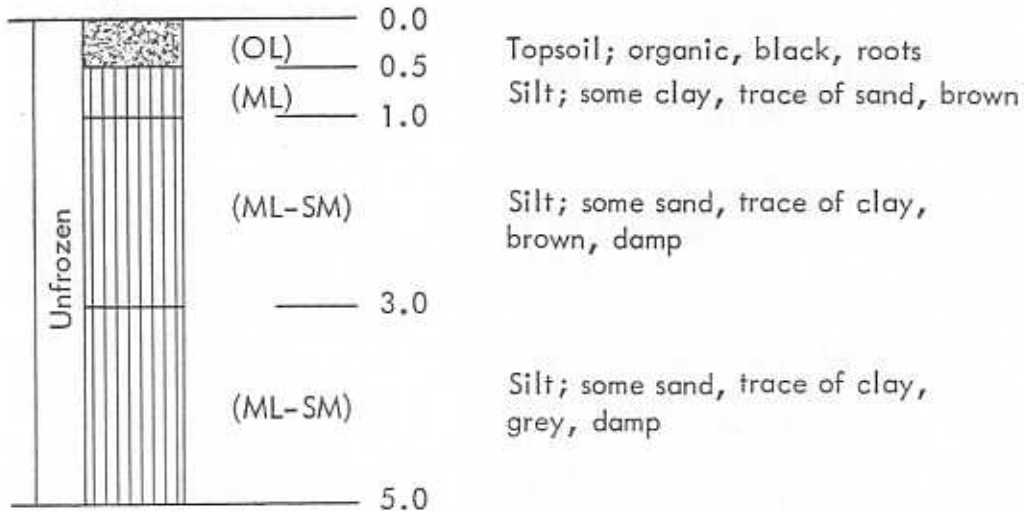 0.0
(OL) Topsoil; organic, black, roots
0.5
(ML) Silt; some clay, trace of sand, brown
1.0
Unfrozen
(ML-SM) Silt; some sand, trace of clay,
brown, damp
3.0
(ML-SM) Silt; some sand, trace of clay,
grey, damp
5.0